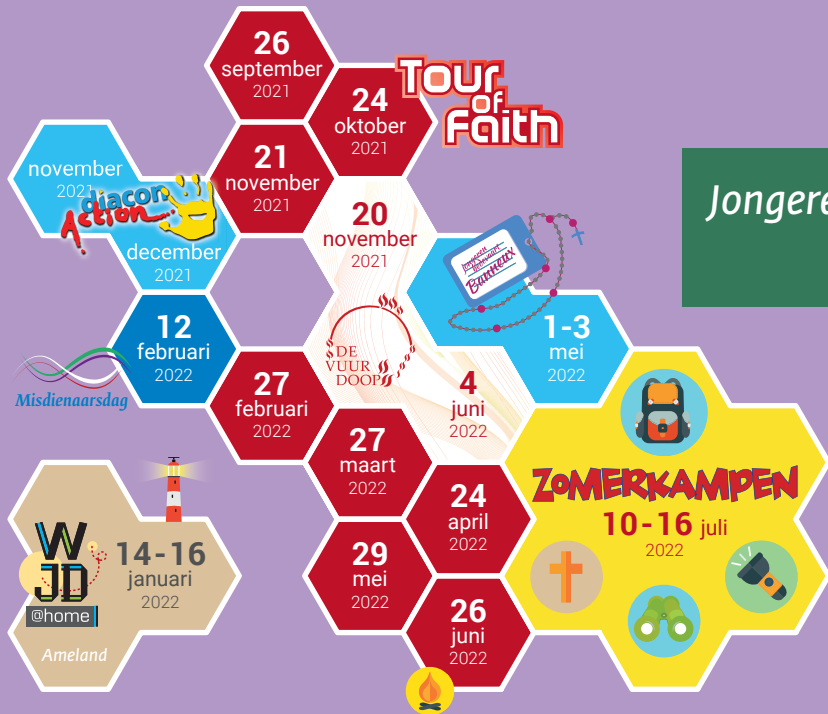 26
september
2021
Tour
of
Faith
24
oktober
2021
november
2021
diacon
Action
december
2021
21
november
2021
20
november
2021
Jongere
Jongeren
bedevaart
Banneux
1-3
mei
2022
12
februari
2022
Misdienaarsdag
DE
VUUR
DOOP
27
februari
2022
4
juni
2022
27
maart
2022
ZOMERKAMPEN
10-16 juli
2022
24
april
2022
WJD
@home
14-16
januari
2022
Ameland
29
mei
2022
26
juni
2022